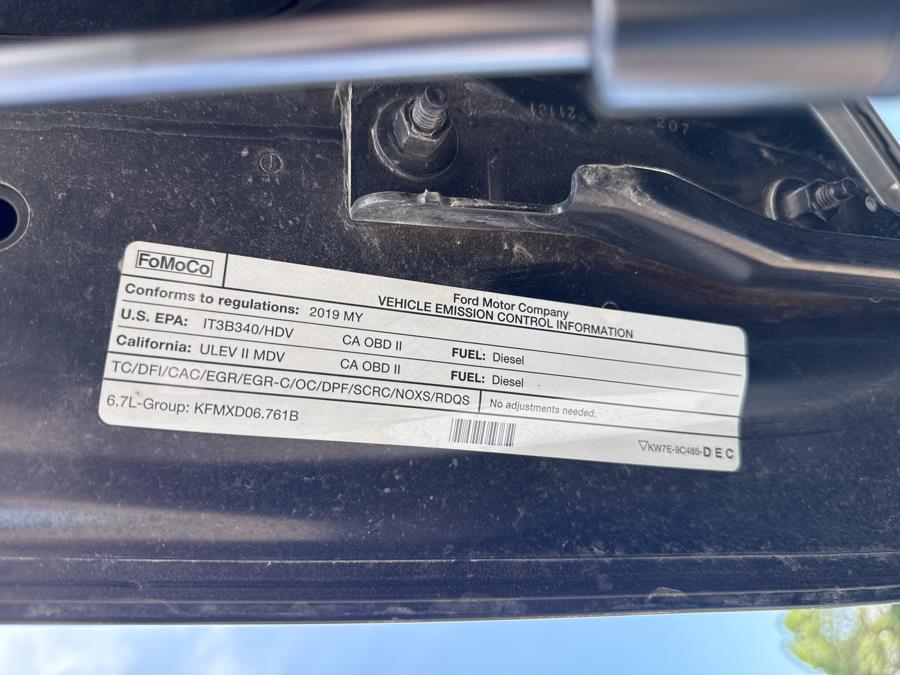 207
FoMoCo
Ford Motor Company
VEHICLE EMISSION CONTROL INFORMATION
Conforms to regulations: 2019 MY
U.S. EPA: IT3B340/HDV CA OBD II FUEL: Diesel
California: ULEV II MDV CA OBD II FUEL: Diesel
TC/DFI/CAC/EGR/EGR-C/OC/DPF/SCRC/NOXS/RDQS No adjustments needed.
6.7L-Group: KFMXD06.761B
KW7E-9C485-DEC